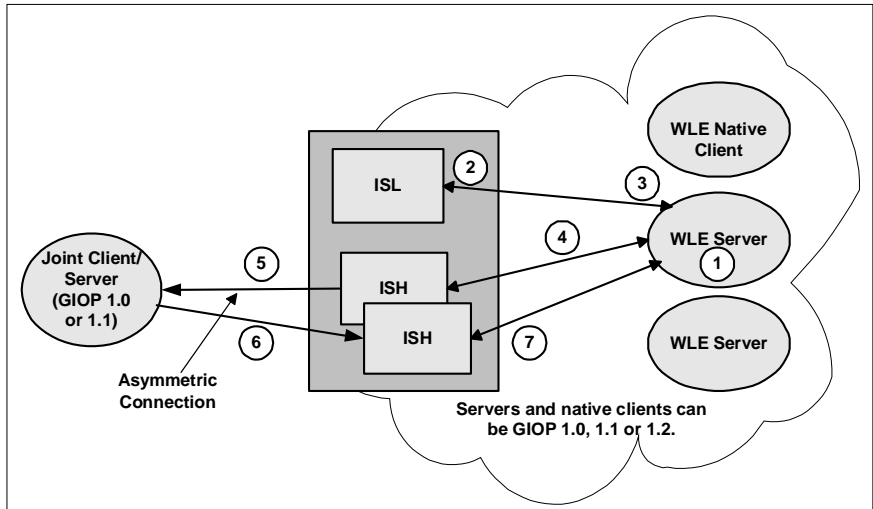 WLE Native
Client
ISL
2
3
WLE Server
1
4
Joint Client/
Server
(GIOP 1.0
or 1.1)
5
ISH
ISH
6
7
WLE Server
Asymmetric
Connection
Servers and native clients can
be GIOP 1.0, 1.1 or 1.2.